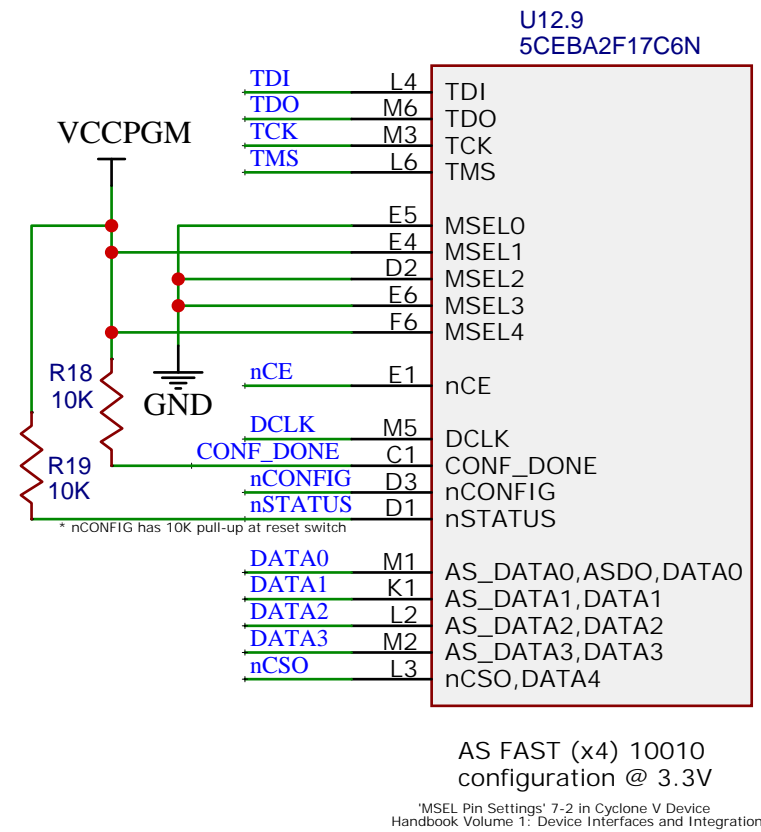 U12.9
5CEBA2F17C6N
TDI L4 TDI
TDO M6 TDO
TCK M3 TCK
TMS L6 TMS
VCCPGM
E5 MSEL0
E4 MSEL1
D2 MSEL2
E6 MSEL3
F6 MSEL4
GND
R18
10K
R19
10K
nCE E1 nCE
DCLK M5 DCLK
CONF_DONE C1 CONF_DONE
nCONFIG D3 nCONFIG
nSTATUS D1 nSTATUS
* nCONFIG has 10K pull-up at reset switch
DATA0 M1 AS_DATA0,ASDO,DATA0
DATA1 K1 AS_DATA1,DATA1
DATA2 L2 AS_DATA2,DATA2
DATA3 M2 AS_DATA3,DATA3
nCSO L3 nCSO,DATA4
AS FAST (x4) 10010
configuration @ 3.3V
'MSEL Pin Settings' 7-2 in Cyclone V Device
Handbook Volume 1: Device Interfaces and Integration